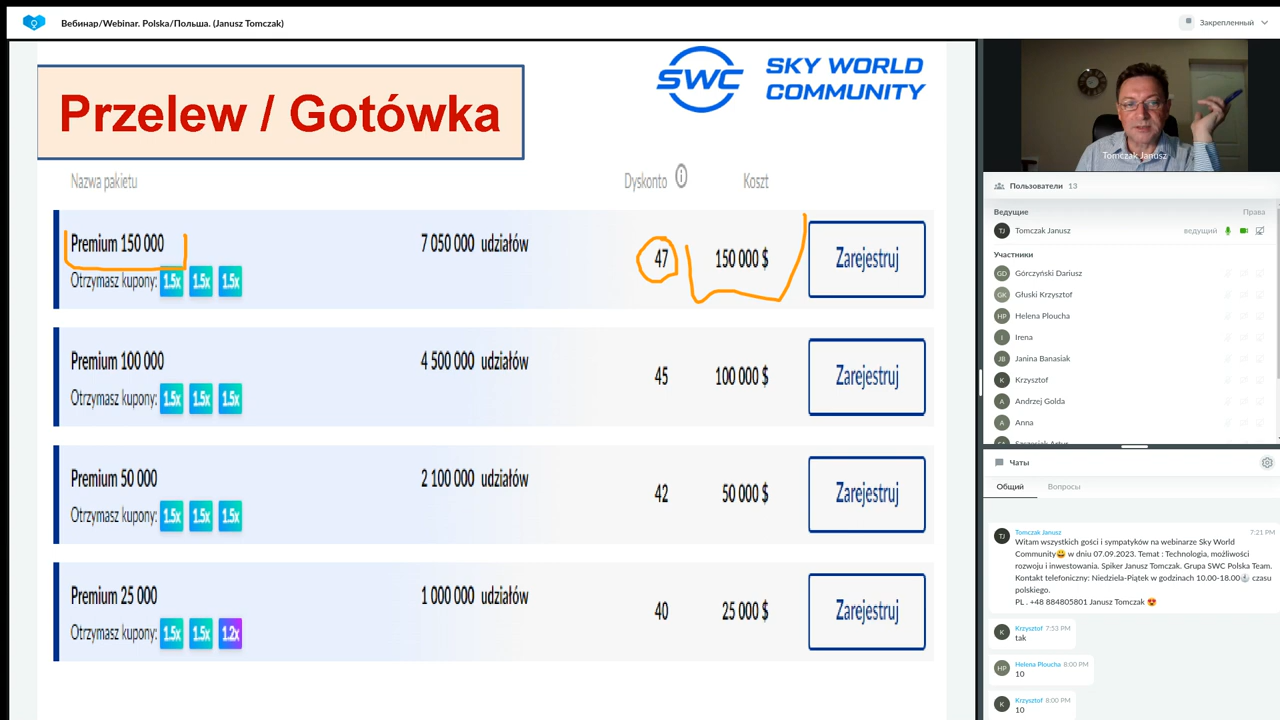 Вебинар/Webinar. Polska/Польша. (Janusz Tomczak)
Закрепленный
Przelew / Gotówka
SWC
SKY WORLD
COMMUNITY
Nazwa pakietu
Dyskonto
Koszt
Premium 150 000
7 050 000 udziałów
47
150 000 $
Zarejestruj
Otrzymasz kupony: 1.5x 1.5x 1.5x
Premium 100 000
4 500 000 udziałów
45
100 000 $
Zarejestruj
Otrzymasz kupony: 1.5x 1.5x 1.5x
Premium 50 000
2 100 000 udziałów
42
50 000 $
Zarejestruj
Otrzymasz kupony: 1.5x 1.5x 1.5x
Premium 25 000
1 000 000 udziałów
40
25 000 $
Zarejestruj
Otrzymasz kupony: 1.5x 1.5x 1.2x
Tomczak Janusz
Пользователи 13
Ведущие
Права
TJ Tomczak Janusz ведущий
Участники
GD Górczyński Dariusz
GK Głuski Krzysztof
HP Helena Ploucha
I Irena
JB Janina Banasiak
K Krzysztof
A Andrzej Golda
A Anna
Чаты
Общий Вопросы
TJ Tomczak Janusz 7:21 PM
Witam wszystkich gości i sympatyków na webinarze Sky World
Community😀 w dniu 07.09.2023. Temat : Technologia, możliwości
rozwoju i inwestowania. Spiker Janusz Tomczak. Grupa SWC Polska Team.
Kontakt telefoniczny: Niedziela-Piątek w godzinach 10.00-18.00 czasu
polskiego.
PL . +48 884805801 Janusz Tomczak 😍
K Krzysztof 7:53 PM
tak
HP Helena Ploucha 8:00 PM
10
K Krzysztof 8:00 PM
10